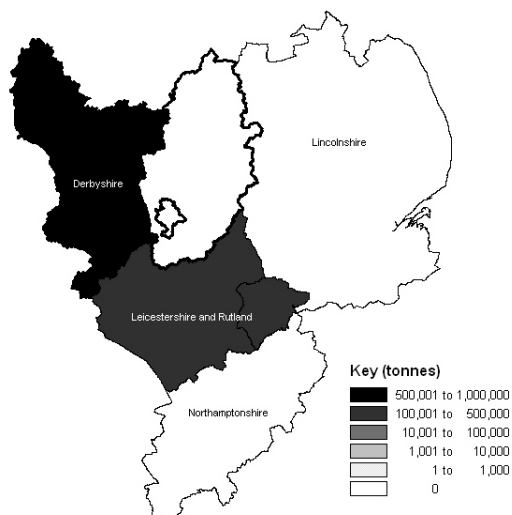 Lincolnshire
Derbyshire
Leicestershire and Rutland
Northamptonshire
Key (tonnes)
500,001 to 1,000,000
100,001 to 500,000
10,001 to 100,000
1,001 to 10,000
1 to 1,000
0